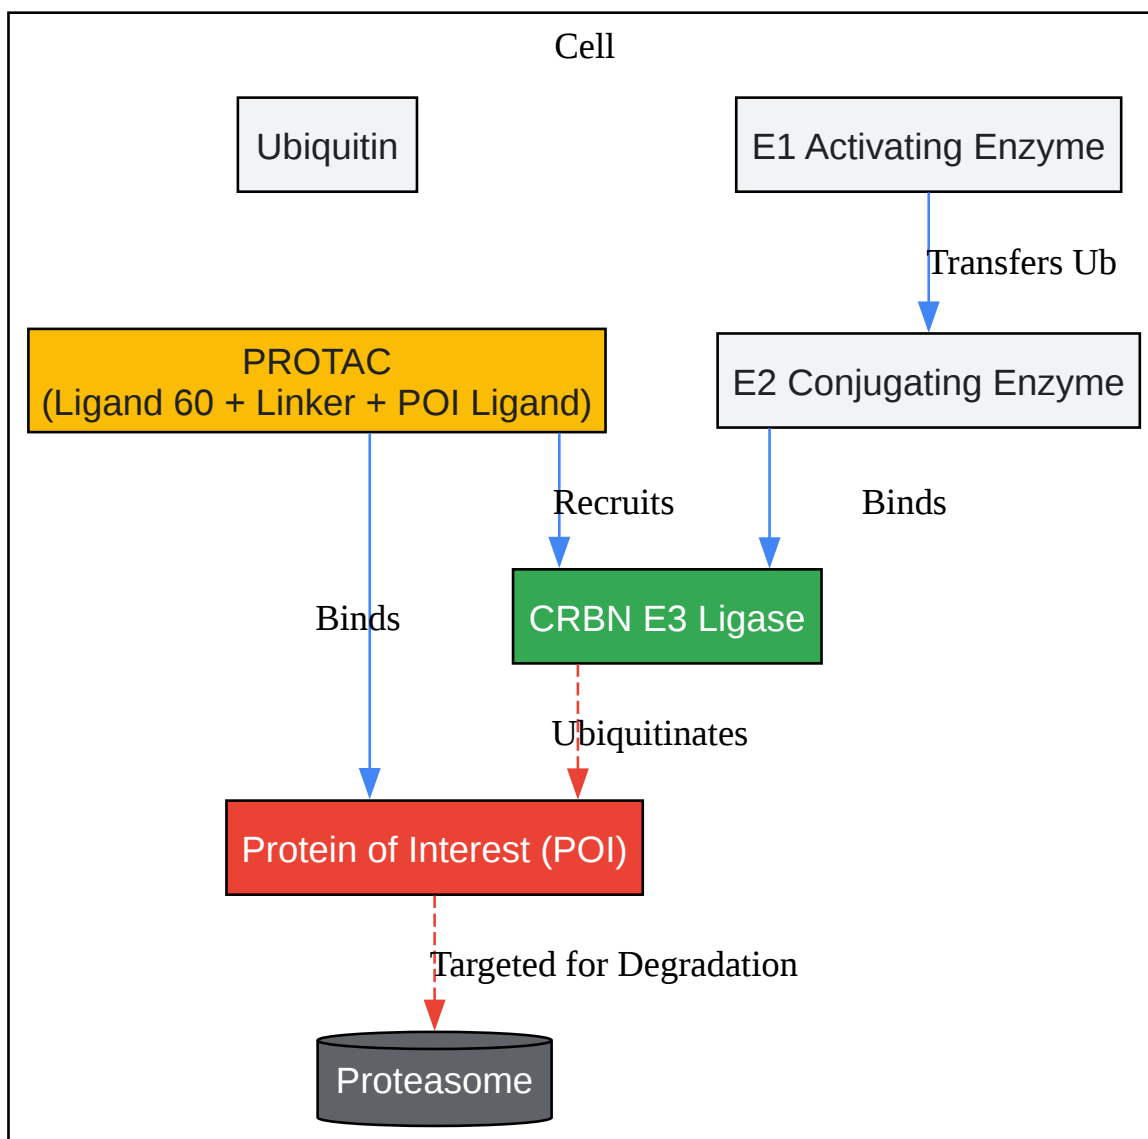 Cell
Ubiquitin
E1 Activating Enzyme
Transfers Ub
PROTAC
(Ligand 60 + Linker + POI Ligand)
E2 Conjugating Enzyme
Recruits
Binds
Binds
CRBN E3 Ligase
Ubiquitinates
Protein of Interest (POI)
Targeted for Degradation
Proteasome